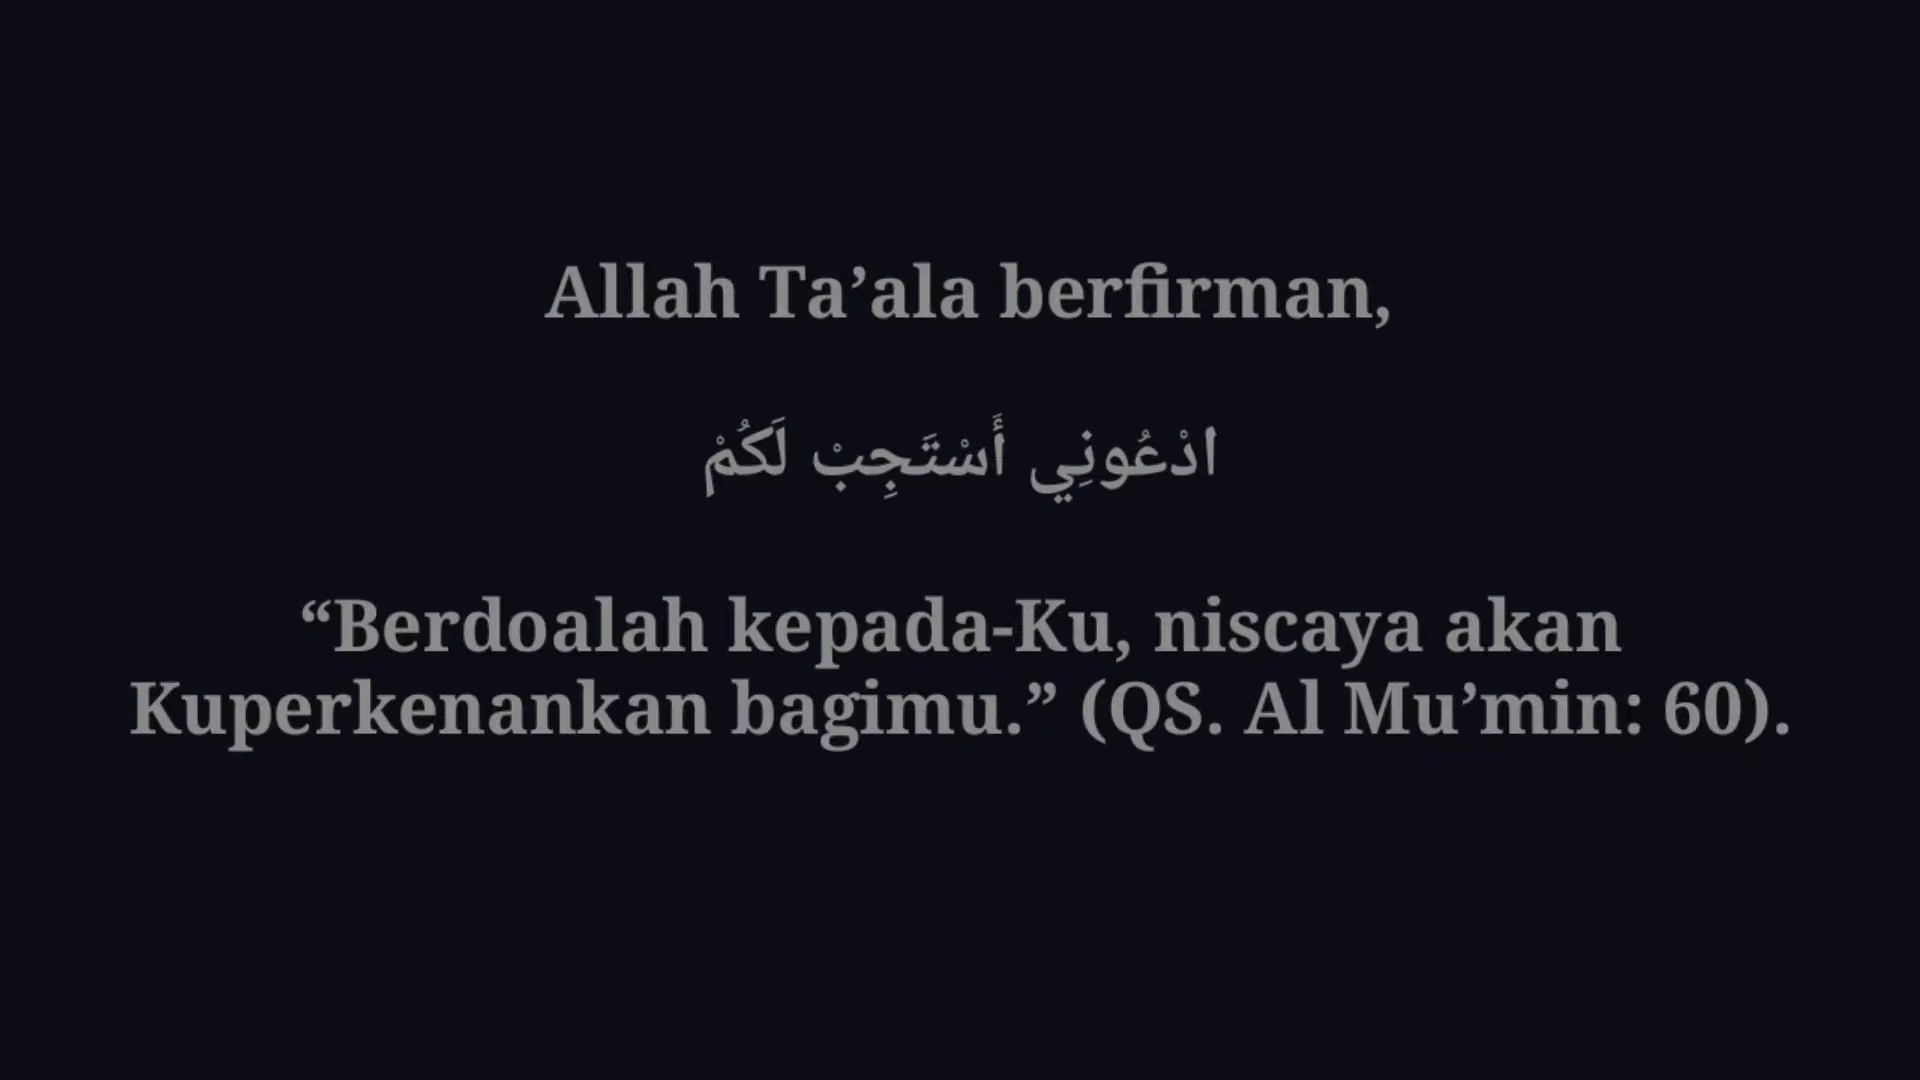 Allah Ta’ala berfirman,
ادْعُونِي أَسْتَجِبْ لَكُمْ
“Berdoalah kepada-Ku, niscaya akan
Kuperkenankan bagimu.” (QS. Al Mu’min: 60).